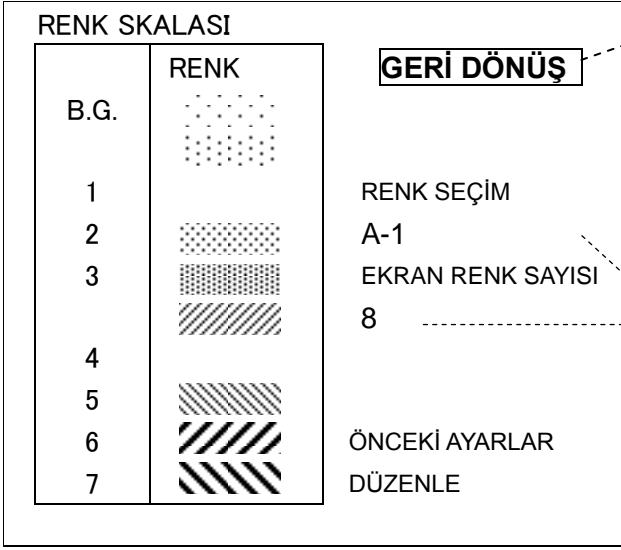 RENK SKALASI
RENK
GERİ DÖNÜŞ
B.G.
1
RENK SEÇİM
2
A-1
3
EKRAN RENK SAYISI
8
4
5
6
ÖNCEKİ AYARLAR
7
DÜZENLE